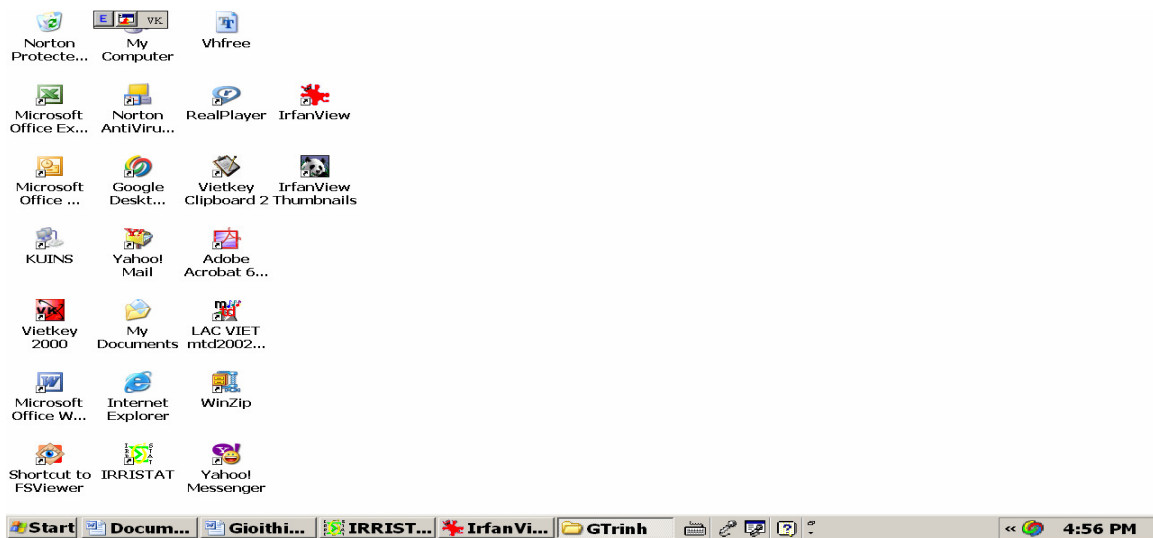 E VK
Norton
Protecte...
My
Computer
Vhfree
Microsoft
Office Ex...
Norton
AntiViru...
RealPlayer
IrfanView
Microsoft
Office ...
Google
Deskt...
Vietkey
Clipboard 2
IrfanView
Thumbnails
KUINS
Yahoo!
Mail
Adobe
Acrobat 6...
Vietkey
2000
My
Documents
LAC VIET
mtd2002...
Microsoft
Office W...
Internet
Explorer
WinZip
Shortcut to
FSViewer
IRRISTAT
Yahoo!
Messenger
Start Docum... Gioithi... IRRIST... IrfanVi... GTrinh « 4:56 PM